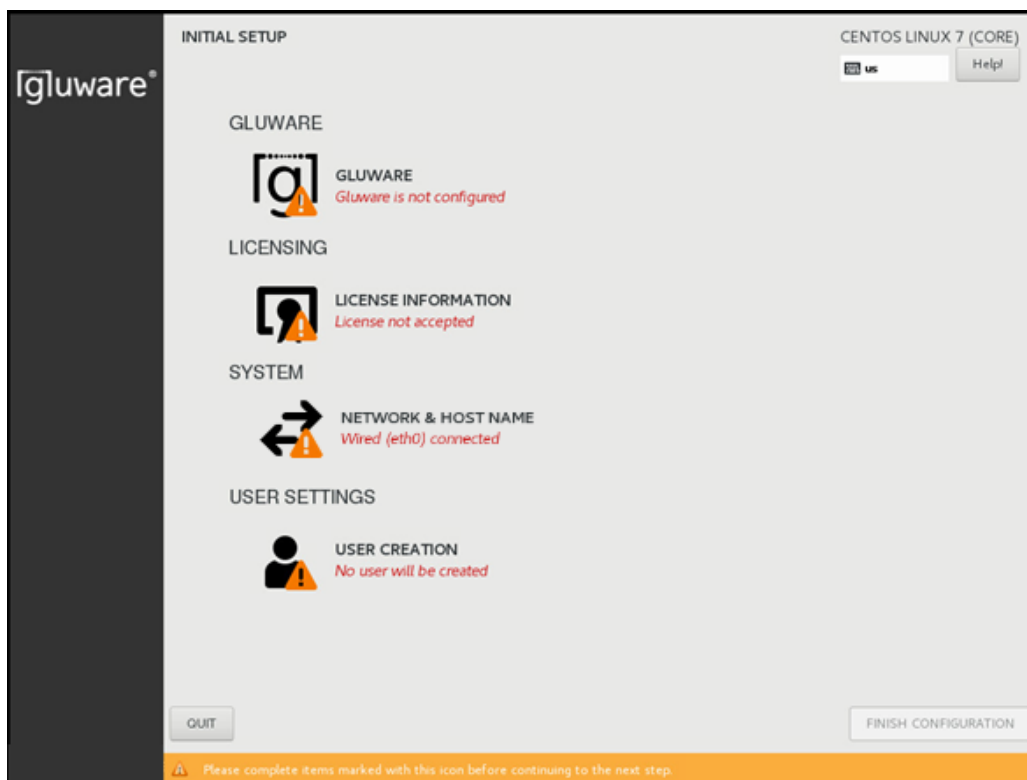 INITIAL SETUP
CENTOS LINUX 7 (CORE)
gluware®
us
Help!
GLUWARE
g
GLUWARE
Gluware is not configured
LICENSING
LICENSE INFORMATION
License not accepted
SYSTEM
NETWORK & HOST NAME
Wired (eth0) connected
USER SETTINGS
USER CREATION
No user will be created
QUIT
FINISH CONFIGURATION
Please complete items marked with this icon before continuing to the next step.